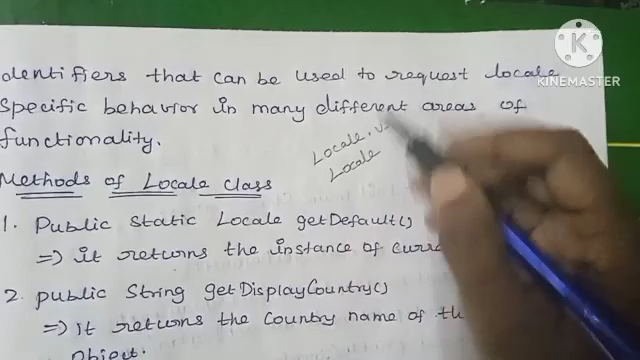 dentifiers that can be used to request locale
specific behavior in many different areas of
functionality.
Locale.
Locale
Methods of Locale class
1. Public static Locale getDefault()
⇒ it returns the instance of
2. public String getDisplayCountry()
⇒ It returns the Country name of
Object.
K
KINEMASTER